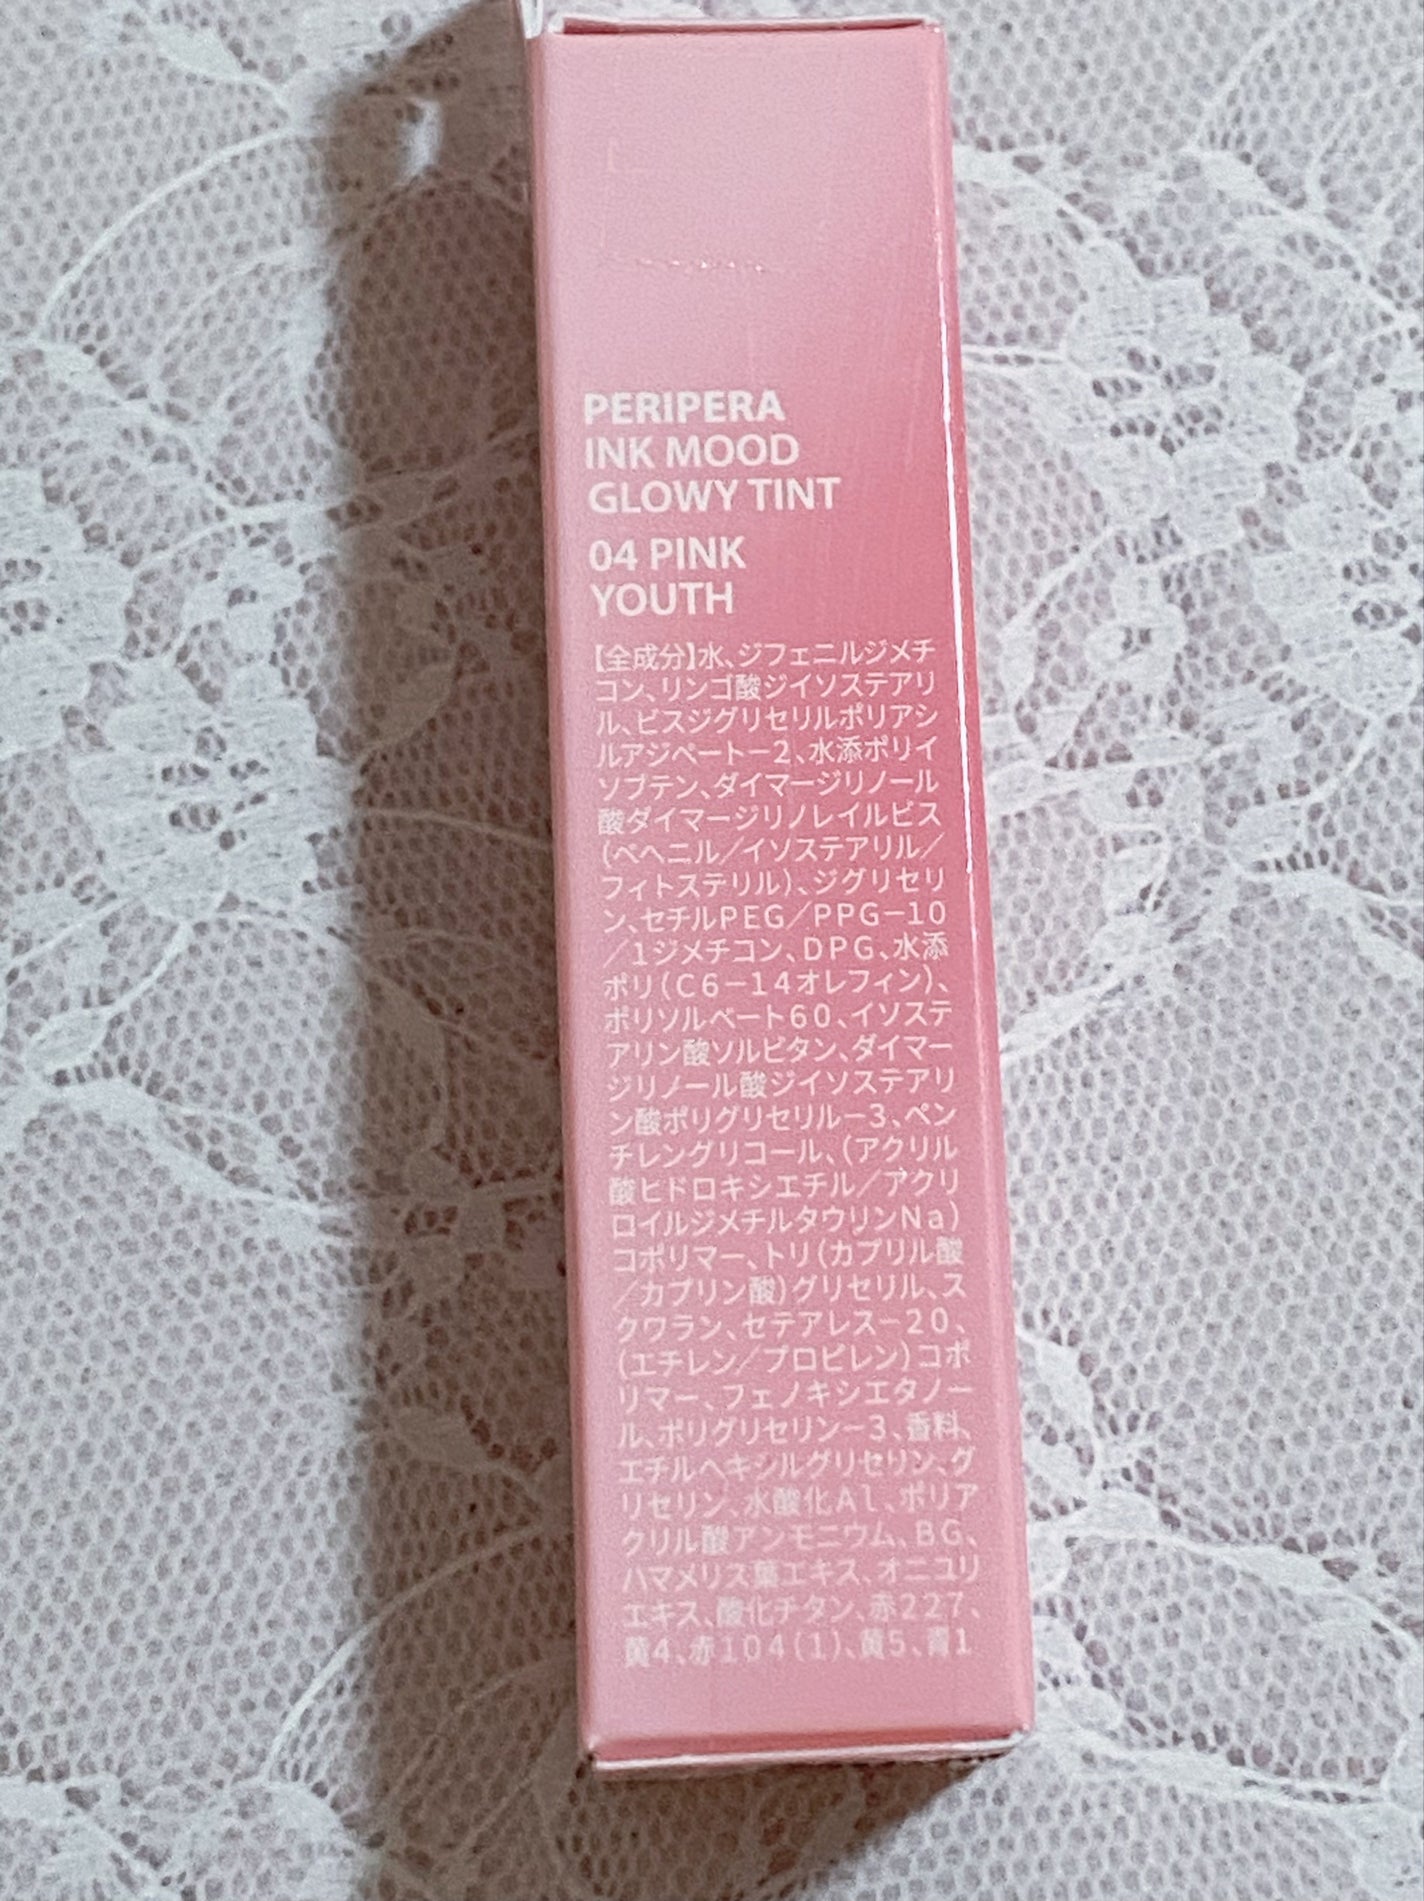 PERIPERA
INK MOOD
GLOWY TINT
04 PINK
YOUTH
【全成分】水、ジフェニルジメチ
コン、リンゴ酸ジイソステアリ
ル、ビスジグリセリルポリアシ
ルアジペートー2、水添ポリイ
ソブテン、ダイマージリノール
酸ダイマージリノレイルビス
(ベヘニル／イソステアリル／
フィトステリル)、ジグリセリ
ン、セチルPEG／PPG－10
／1ジメチコン、DPG、水添
ポリ(C6－14オレフィン)、
ポリソルベート60、イソステ
アリン酸ソルビタン、ダイマー
ジリノール酸ジイソステアリ
ン酸ポリグリセリル－3、ペン
チレングリコール、(アクリル
酸ヒドロキシエチル／アクリ
ロイルジメチルタウリンNa)
コポリマー、トリ(カプリル酸
／カプリン酸)グリセリル、ス
クワラン、セテアレス－20、
(エチレン／プロピレン)コポ
リマー、フェノキシエタノー
ル、ポリグリセリン－3、香料、
エチルヘキシルグリセリン、グ
リセリン、水酸化Al、ポリア
クリル酸アンモニウム、BG、
ハマメリス葉エキス、オニユリ
エキス、酸化チタン、赤227、
黄4、赤104(1)、黄5、青1